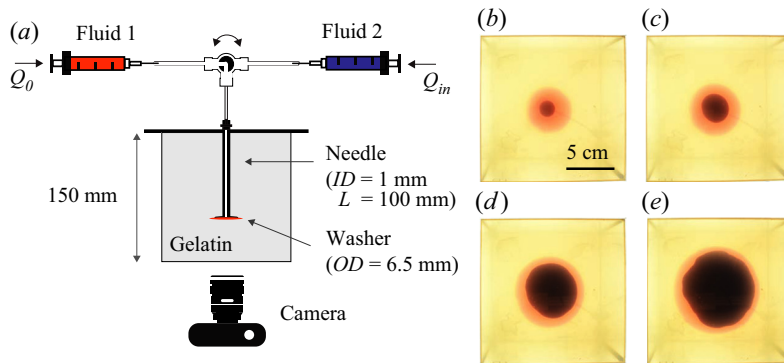 (a)
Fluid 1
Fluid 2
Q0
Qin
150 mm
Needle
(ID = 1 mm
L = 100 mm)
Washer
(OD = 6.5 mm)
Gelatin
Camera
(b)
5 cm
(c)
(d)
(e)